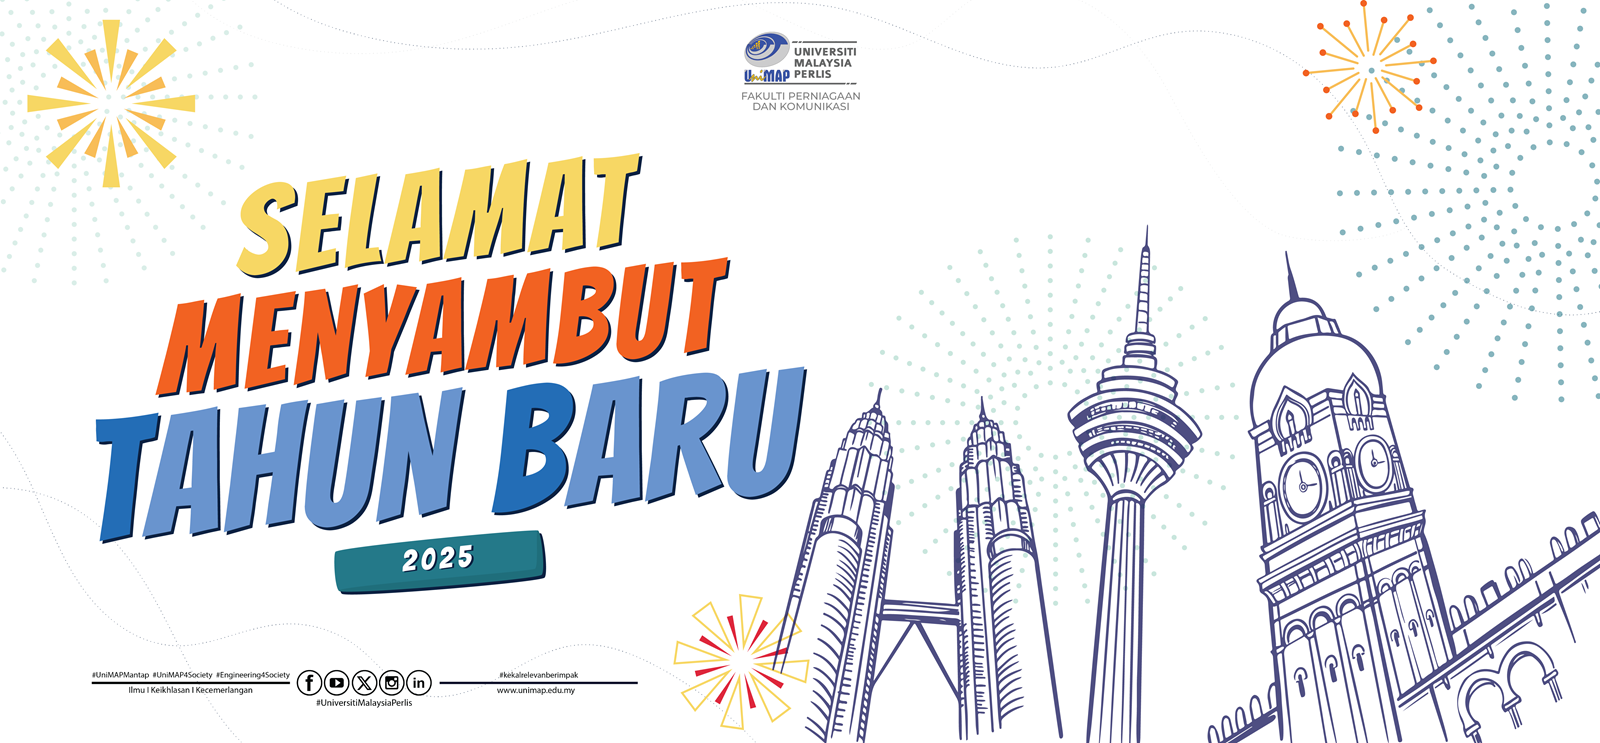 UniMAP
UNIVERSITI
MALAYSIA
PERLIS
FAKULTI PERNIAGAAN
DAN KOMUNIKASI
SELAMAT
MENYAMBUT
TAHUN BARU
2025
#UniMAPMantap #UniMAP4Society #Engineering4Society
Ilmu I Keikhlasan I Kecemerlangan
#UniversitiMalaysiaPerlis
#kekalrelevanberimpak
www.unimap.edu.my